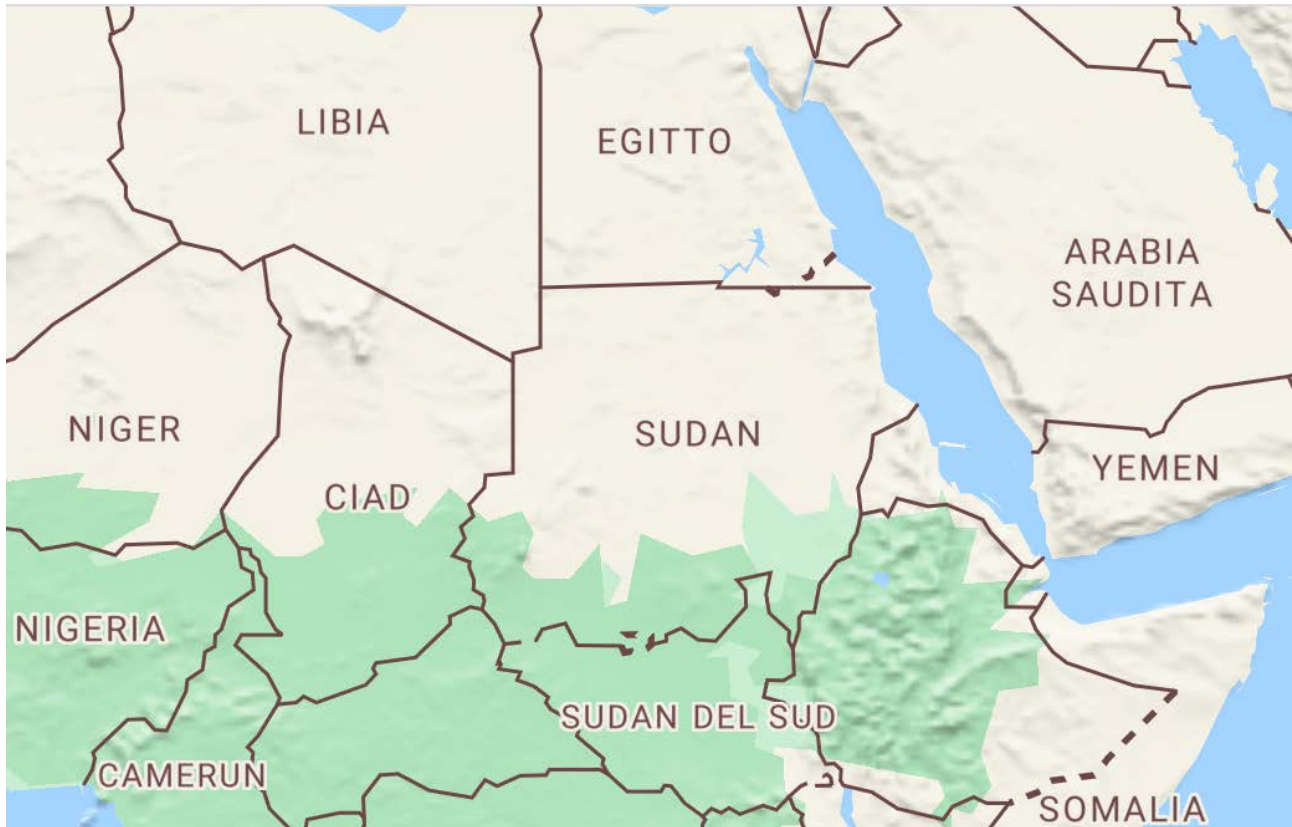 LIBIA
EGITTO
ARABIA
SAUDITA
NIGER
SUDAN
YEMEN
CIAD
NIGERIA
SUDAN DEL SUD
CAMERUN
SOMALIA